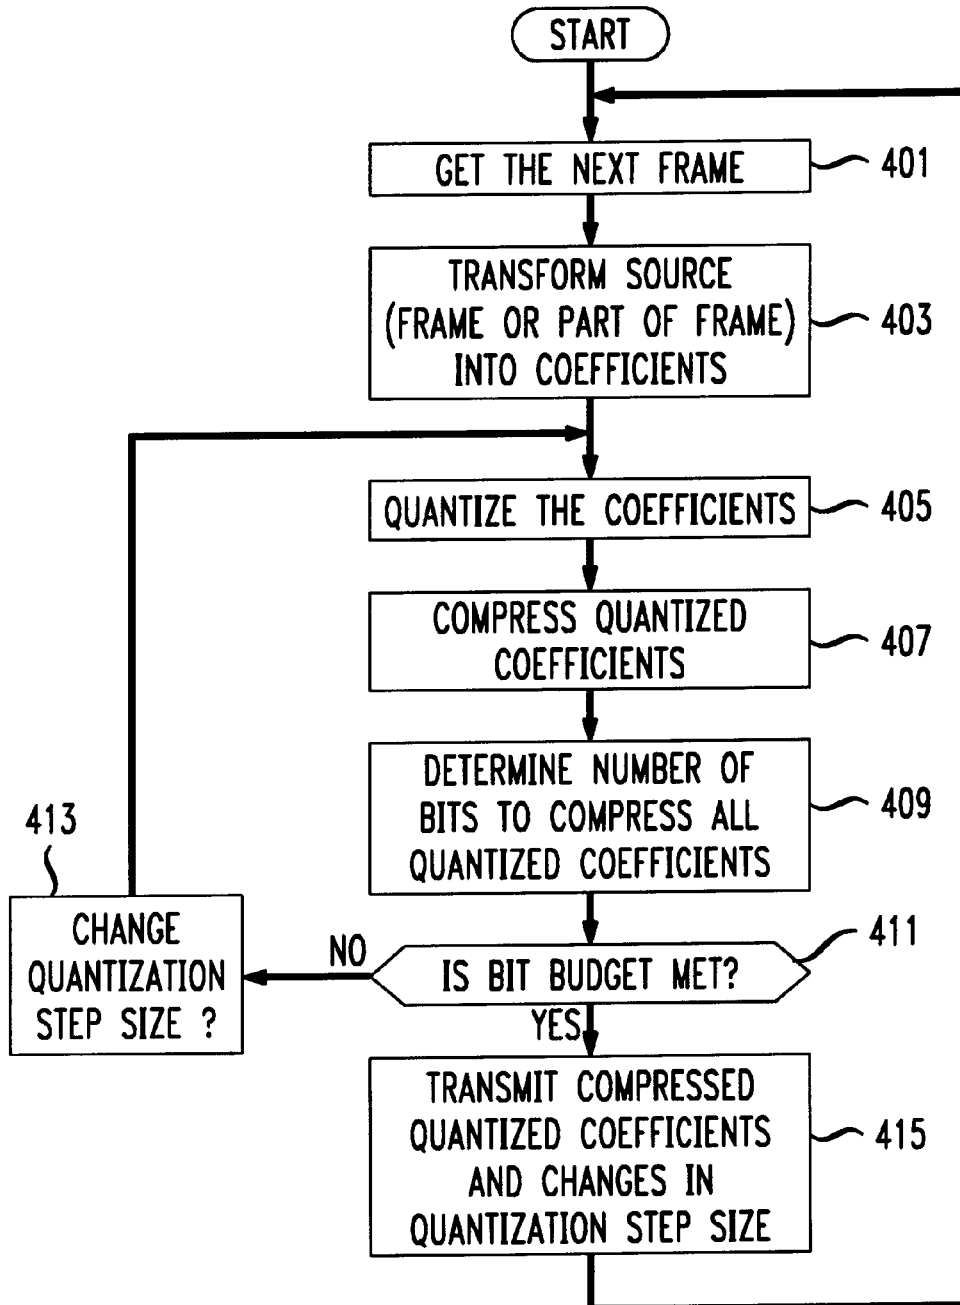 START
GET THE NEXT FRAME
401
TRANSFORM SOURCE
(FRAME OR PART OF FRAME)
INTO COEFFICIENTS
403
QUANTIZE THE COEFFICIENTS
405
COMPRESS QUANTIZED
COEFFICIENTS
407
DETERMINE NUMBER OF
BITS TO COMPRESS ALL
QUANTIZED COEFFICIENTS
409
IS BIT BUDGET MET?
411
NO
413
CHANGE
QUANTIZATION
STEP SIZE ?
YES
TRANSMIT COMPRESSED
QUANTIZED COEFFICIENTS
AND CHANGES IN
QUANTIZATION STEP SIZE
415